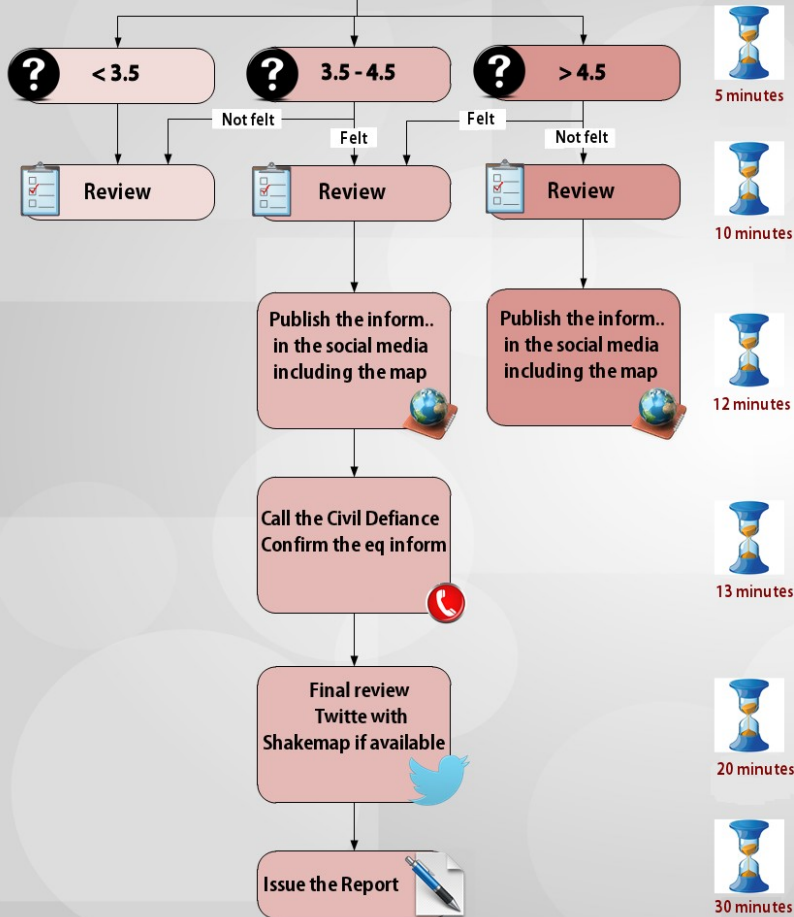 < 3.5
3.5 - 4.5
> 4.5
5 minutes
Not felt
Felt
Felt
Not felt
Review
Review
Review
10 minutes
Publish the inform..
in the social media
including the map
Publish the inform..
in the social media
including the map
12 minutes
Call the Civil Defiance
Confirm the eq inform
13 minutes
Final review
Twitte with
Shakemap if available
20 minutes
Issue the Report
30 minutes